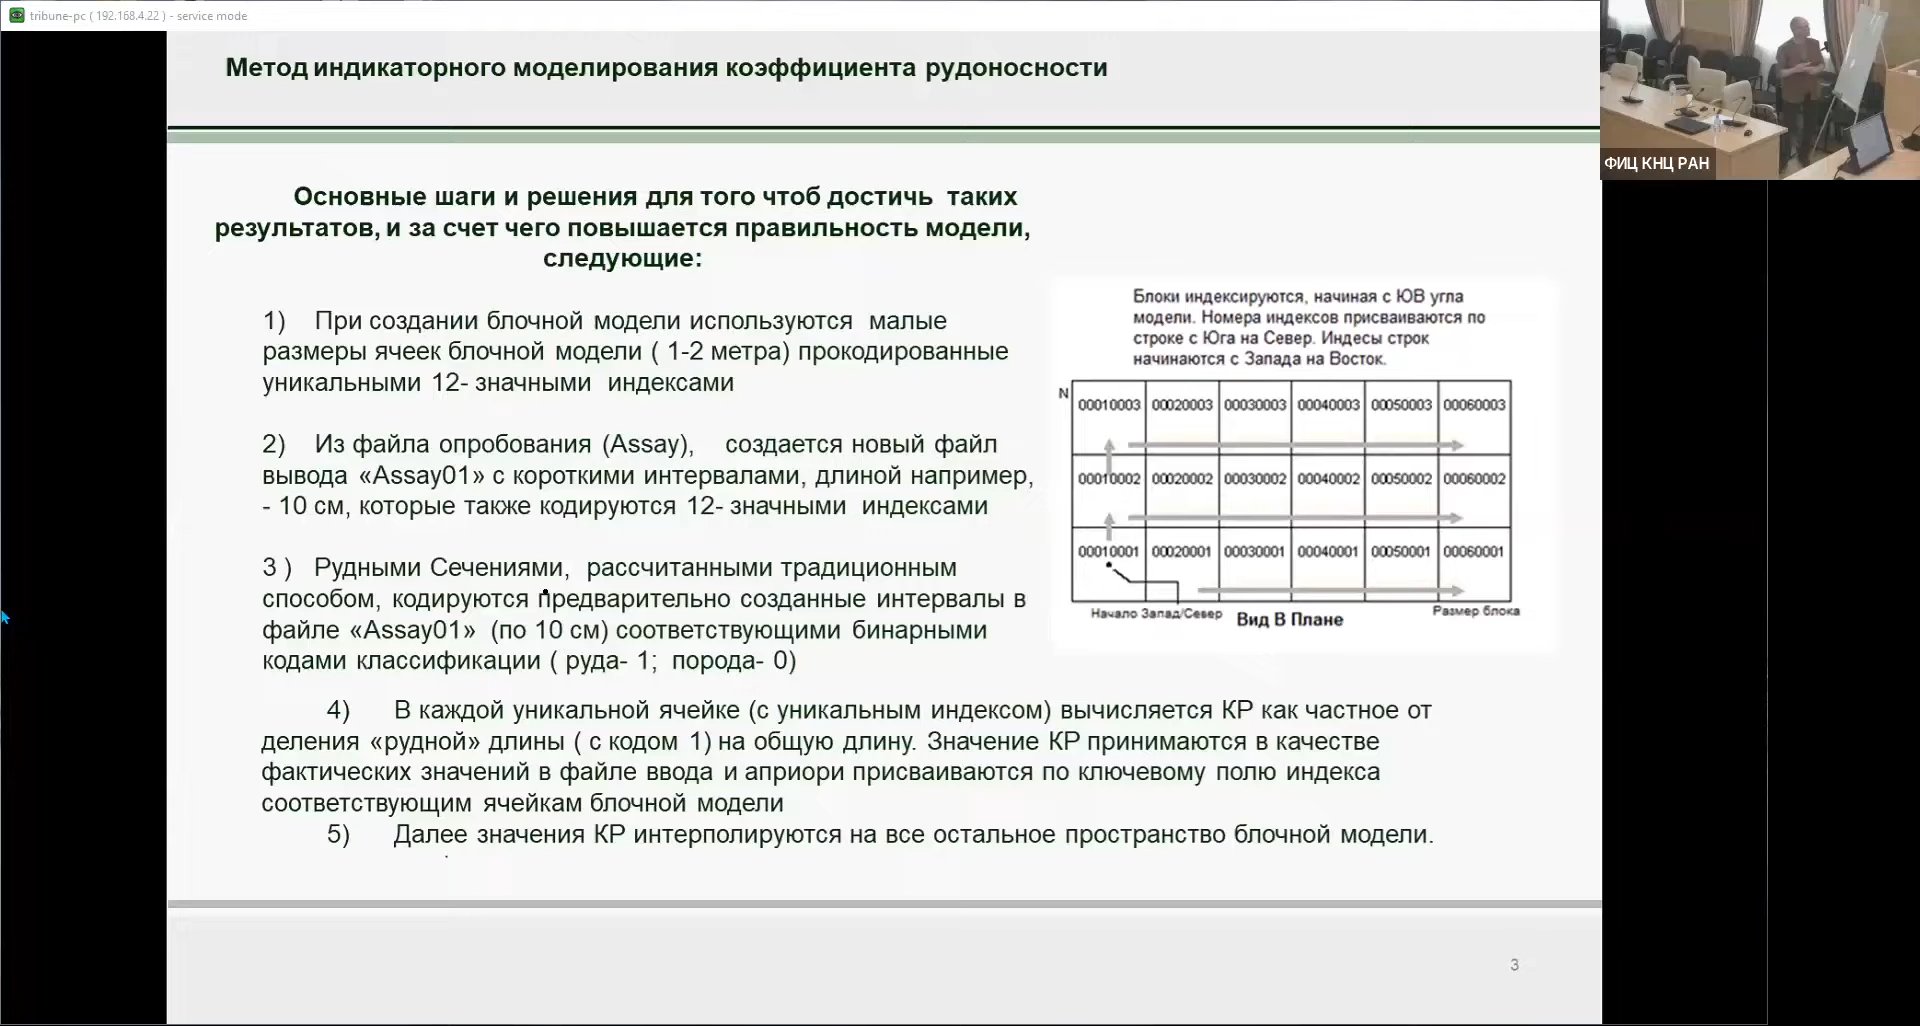 tribune-pc ( 192.168.4.22 ) - service mode
Метод индикаторного моделирования коэффициента рудоносности
ФИЦ КНЦ РАН
Основные шаги и решения для того чтоб достичь таких
результатов, и за счет чего повышается правильность модели,
следующие:
1) При создании блочной модели используются малые
размеры ячеек блочной модели ( 1-2 метра) прокодированные
уникальными 12- значными индексами
2) Из файла опробования (Assay), создается новый файл
вывода «Assay01» с короткими интервалами, длиной например,
- 10 см, которые также кодируются 12- значными индексами
3 ) Рудными Сечениями, рассчитанными традиционным
способом, кодируются предварительно созданные интервалы в
файле «Assay01» (по 10 см) соответствующими бинарными
кодами классификации ( руда- 1; порода- 0)
Блоки индексируются, начиная с ЮВ угла
модели. Номера индексов присваиваются по
строке с Юга на Север. Индесы строк
начинаются с Запада на Восток.
N
00010003 00020003 00030003 00040003 00050003 00060003
00010002 00020002 00030002 00040002 00050002 00060002
00010001 00020001 00030001 00040001 00050001 00060001
Начало Запад/Север Вид В Плане Размер блока
4) В каждой уникальной ячейке (с уникальным индексом) вычисляется КР как частное от
деления «рудной» длины ( с кодом 1) на общую длину. Значение КР принимаются в качестве
фактических значений в файле ввода и априори присваиваются по ключевому полю индекса
соответствующим ячейкам блочной модели
5) Далее значения КР интерполируются на все остальное пространство блочной модели.
3